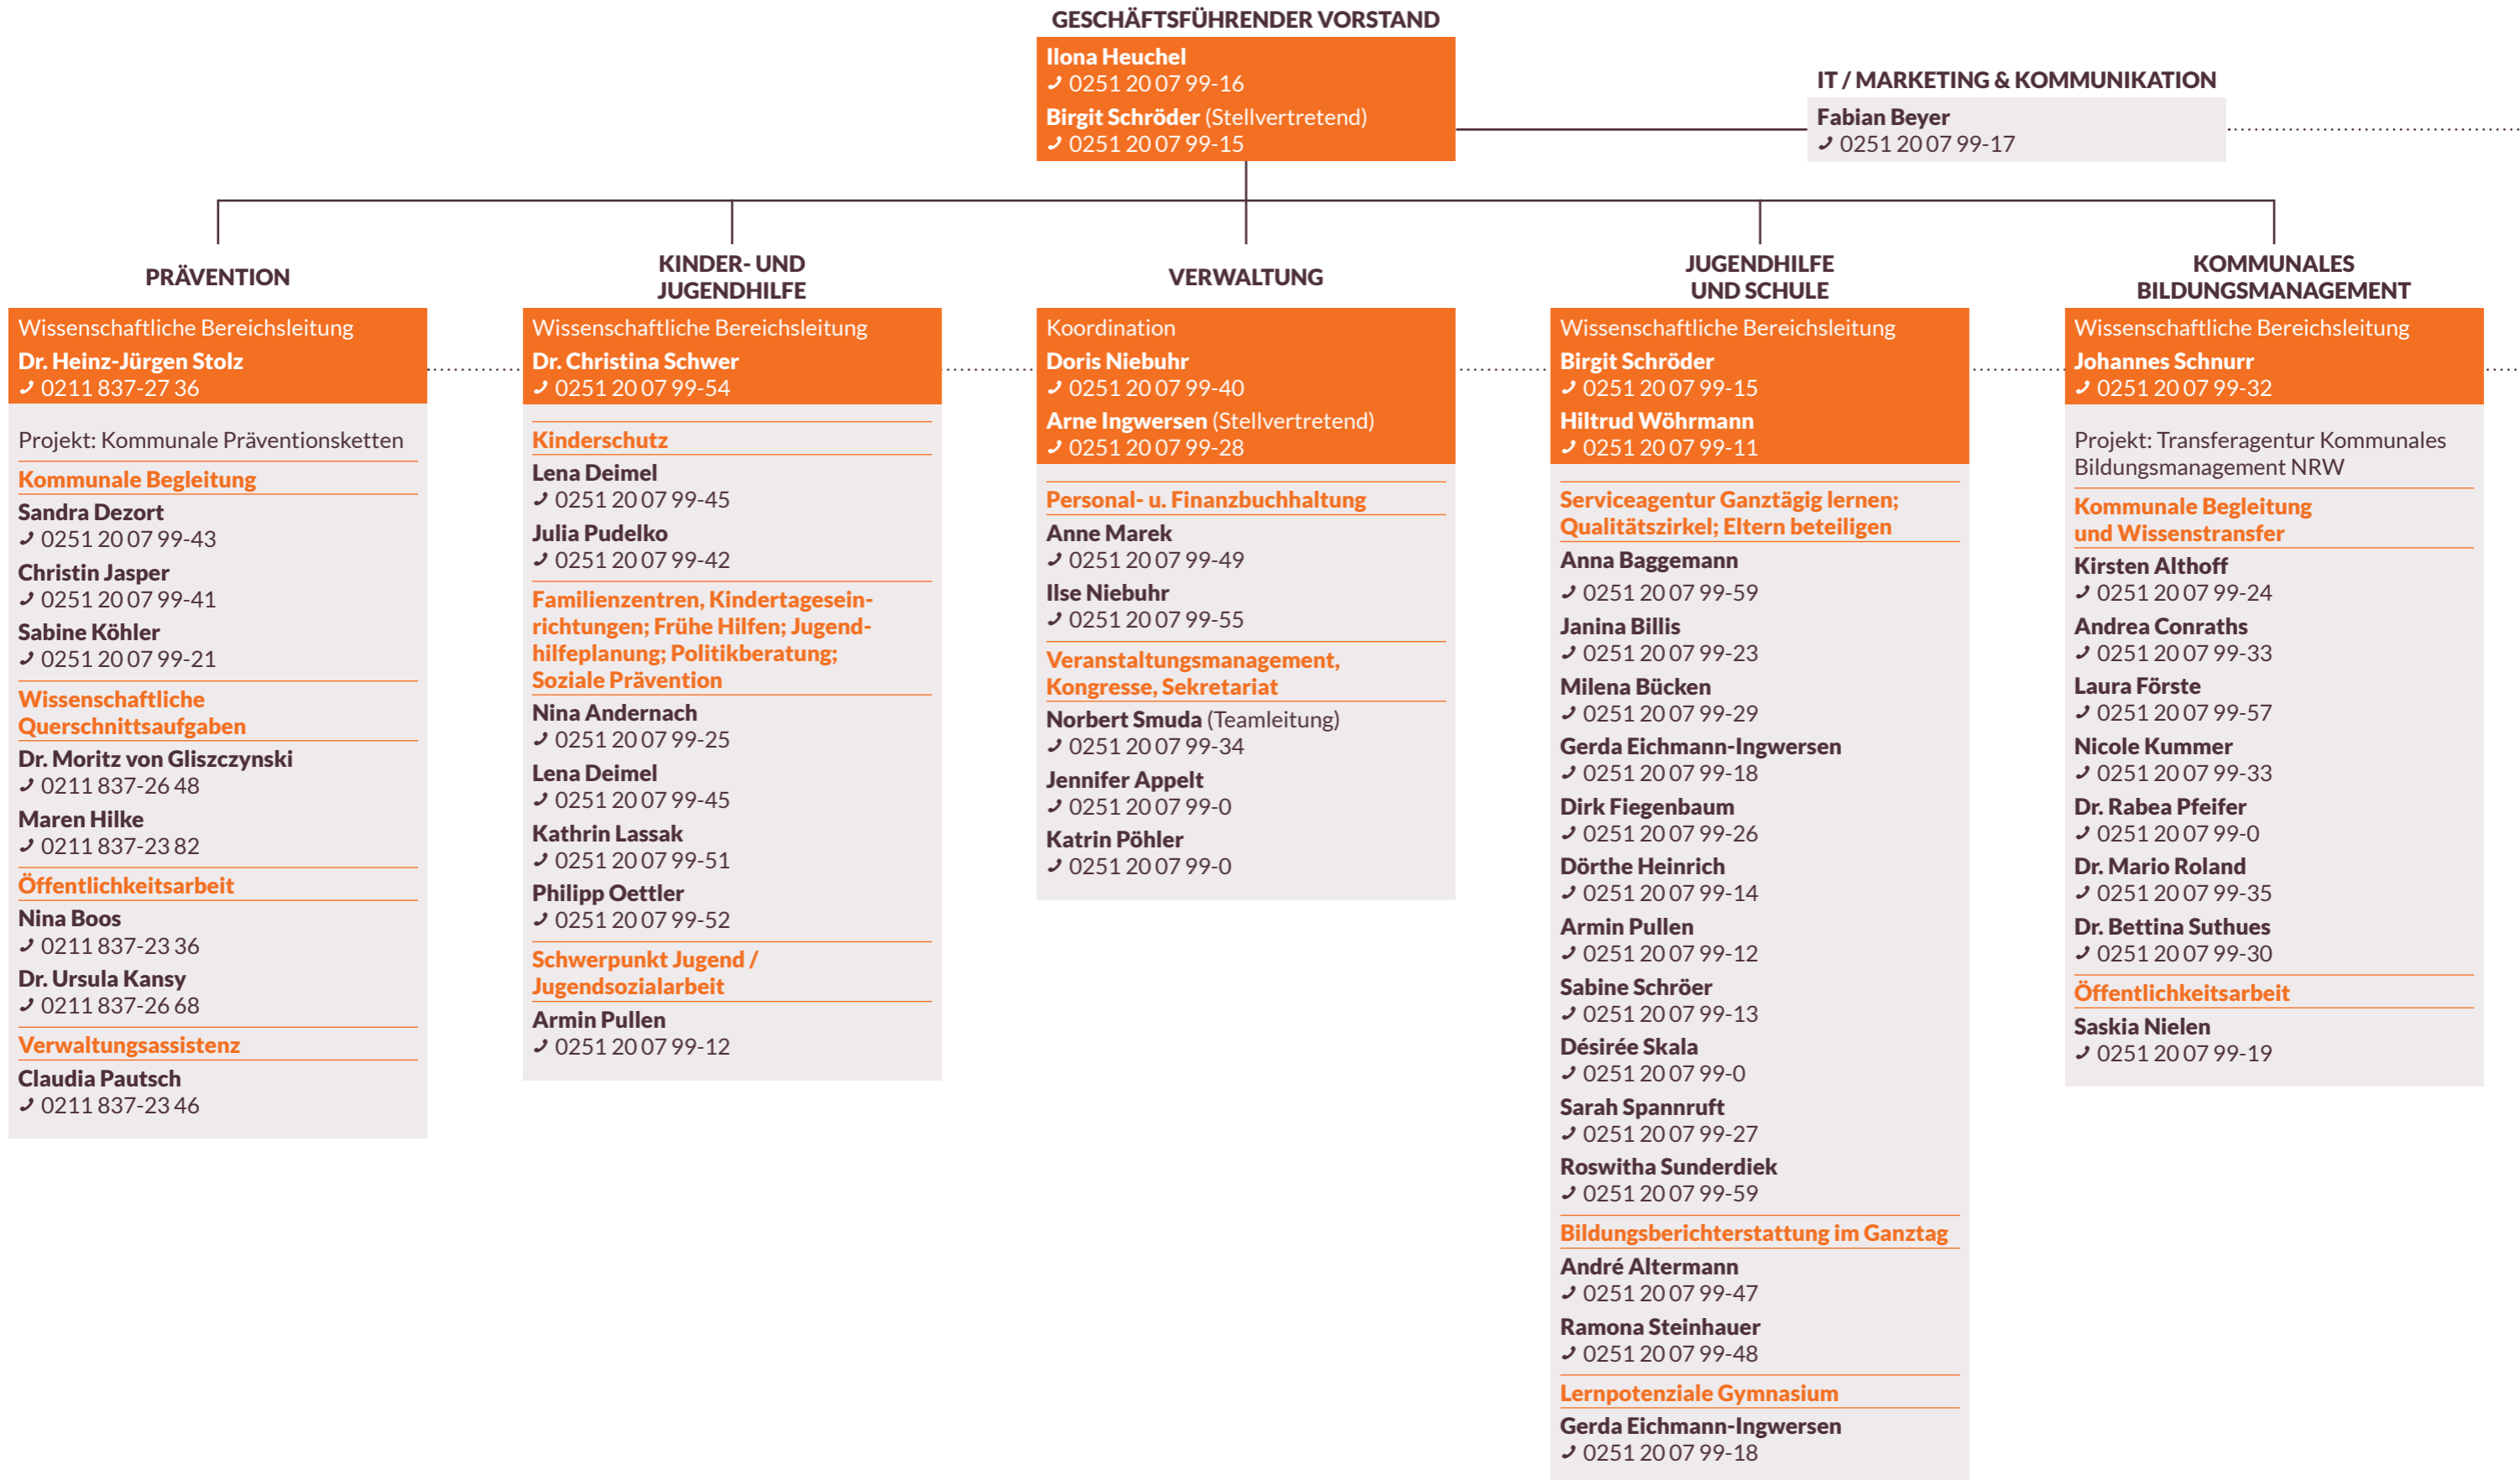 GESCHÄFTSFÜHRENDER VORSTAND
Ilona Heuchel
0251 20 07 99-16
Birgit Schröder (Stellvertretend)
0251 20 07 99-15
IT / MARKETING & KOMMUNIKATION
Fabian Beyer
0251 20 07 99-17
PRÄVENTION
Wissenschaftliche Bereichsleitung
Dr. Heinz-Jürgen Stolz
0211 837-27 36
Projekt: Kommunale Präventionsketten
Kommunale Begleitung
Sandra Dezort
0251 20 07 99-43
Christin Jasper
0251 20 07 99-41
Sabine Köhler
0251 20 07 99-21
Wissenschaftliche
Querschnittsaufgaben
Dr. Moritz von Gliszczynski
0211 837-26 48
Maren Hilke
0211 837-23 82
Öffentlichkeitsarbeit
Nina Boos
0211 837-23 36
Dr. Ursula Kansy
0211 837-26 68
Verwaltungsassistenz
Claudia Pautsch
0211 837-23 46
KINDER- UND
JUGENDHILFE
Wissenschaftliche Bereichsleitung
Dr. Christina Schwer
0251 20 07 99-54
Kinderschutz
Lena Deimel
0251 20 07 99-45
Julia Pudelko
0251 20 07 99-42
Familienzentren, Kindertagesein-
richtungen; Frühe Hilfen; Jugend-
hilfeplanung; Politikberatung;
Soziale Prävention
Nina Andernach
0251 20 07 99-25
Lena Deimel
0251 20 07 99-45
Kathrin Lassak
0251 20 07 99-51
Philipp Oettler
0251 20 07 99-52
Schwerpunkt Jugend /
Jugendsozialarbeit
Armin Pullen
0251 20 07 99-12
VERWALTUNG
Koordination
Doris Niebuhr
0251 20 07 99-40
Arne Ingwersen (Stellvertretend)
0251 20 07 99-28
Personal- u. Finanzbuchhaltung
Anne Marek
0251 20 07 99-49
Ilse Niebuhr
0251 20 07 99-55
Veranstaltungsmanagement,
Kongresse, Sekretariat
Norbert Smuda (Teamleitung)
0251 20 07 99-34
Jennifer Appelt
0251 20 07 99-0
Katrin Pöhler
0251 20 07 99-0
JUGENDHILFE
UND SCHULE
Wissenschaftliche Bereichsleitung
Birgit Schröder
0251 20 07 99-15
Hiltrud Wöhrmann
0251 20 07 99-11
Serviceagentur Ganztägig lernen;
Qualitätszirkel; Eltern beteiligen
Anna Baggemann
0251 20 07 99-59
Janina Billis
0251 20 07 99-23
Milena Bücken
0251 20 07 99-29
Gerda Eichmann-Ingwersen
0251 20 07 99-18
Dirk Fiegenbaum
0251 20 07 99-26
Dörthe Heinrich
0251 20 07 99-14
Armin Pullen
0251 20 07 99-12
Sabine Schröer
0251 20 07 99-13
Désirée Skala
0251 20 07 99-0
Sarah Spannruft
0251 20 07 99-27
Roswitha Sunderdiek
0251 20 07 99-59
Bildungsberichterstattung im Ganztag
André Altermann
0251 20 07 99-47
Ramona Steinhauer
0251 20 07 99-48
Lernpotenziale Gymnasium
Gerda Eichmann-Ingwersen
0251 20 07 99-18
KOMMUNALES
BILDUNGSMANAGEMENT
Wissenschaftliche Bereichsleitung
Johannes Schnurr
0251 20 07 99-32
Projekt: Transferagentur Kommunales
Bildungsmanagement NRW
Kommunale Begleitung
und Wissenstransfer
Kirsten Althoff
0251 20 07 99-24
Andrea Conraths
0251 20 07 99-33
Laura Förste
0251 20 07 99-57
Nicole Kummer
0251 20 07 99-33
Dr. Rabea Pfeifer
0251 20 07 99-0
Dr. Mario Roland
0251 20 07 99-35
Dr. Bettina Suthues
0251 20 07 99-30
Öffentlichkeitsarbeit
Saskia Nielen
0251 20 07 99-19